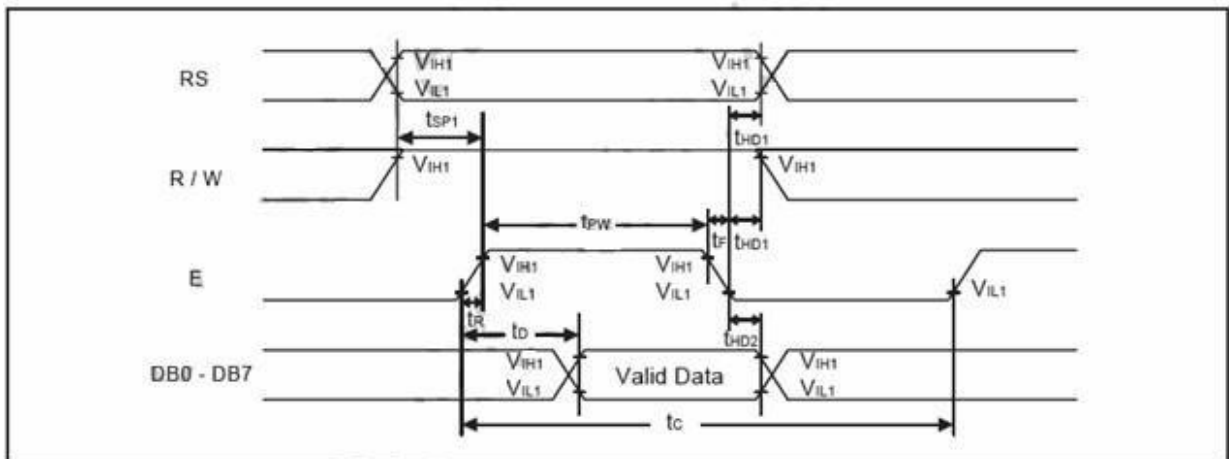 RS
VIH1 VIH1
VIL1 VIL1
tSP1 tHD1
R / W VIH1 VIH1
tPW tF tHD1
E VIH1 VIH1
VIL1 VIL1 VIL1
tR tD tHD2
DB0 - DB7 VIH1 Valid Data VIH1
VIL1 VIL1
tC